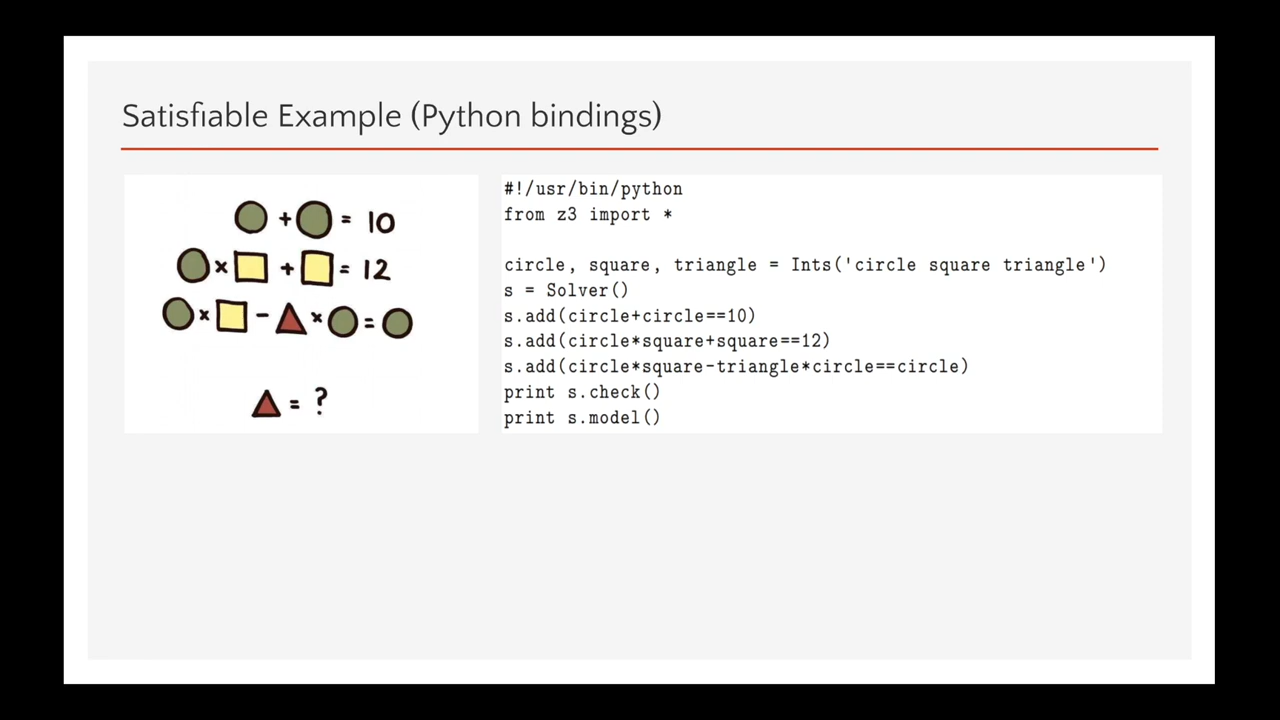 Satisfiable Example (Python bindings)
+ = 10
× + = 12
× - × =
= ?
#!/usr/bin/python
from z3 import *
circle, square, triangle = Ints('circle square triangle')
s = Solver()
s.add(circle+circle==10)
s.add(circle*square+square==12)
s.add(circle*square-triangle*circle==circle)
print s.check()
print s.model()